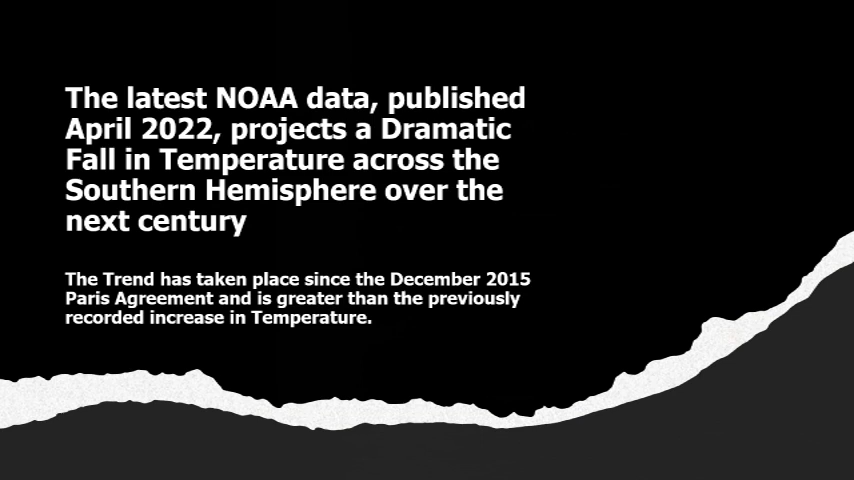 The latest NOAA data, published
April 2022, projects a Dramatic
Fall in Temperature across the
Southern Hemisphere over the
next century
The Trend has taken place since the December 2015
Paris Agreement and is greater than the previously
recorded increase in Temperature.